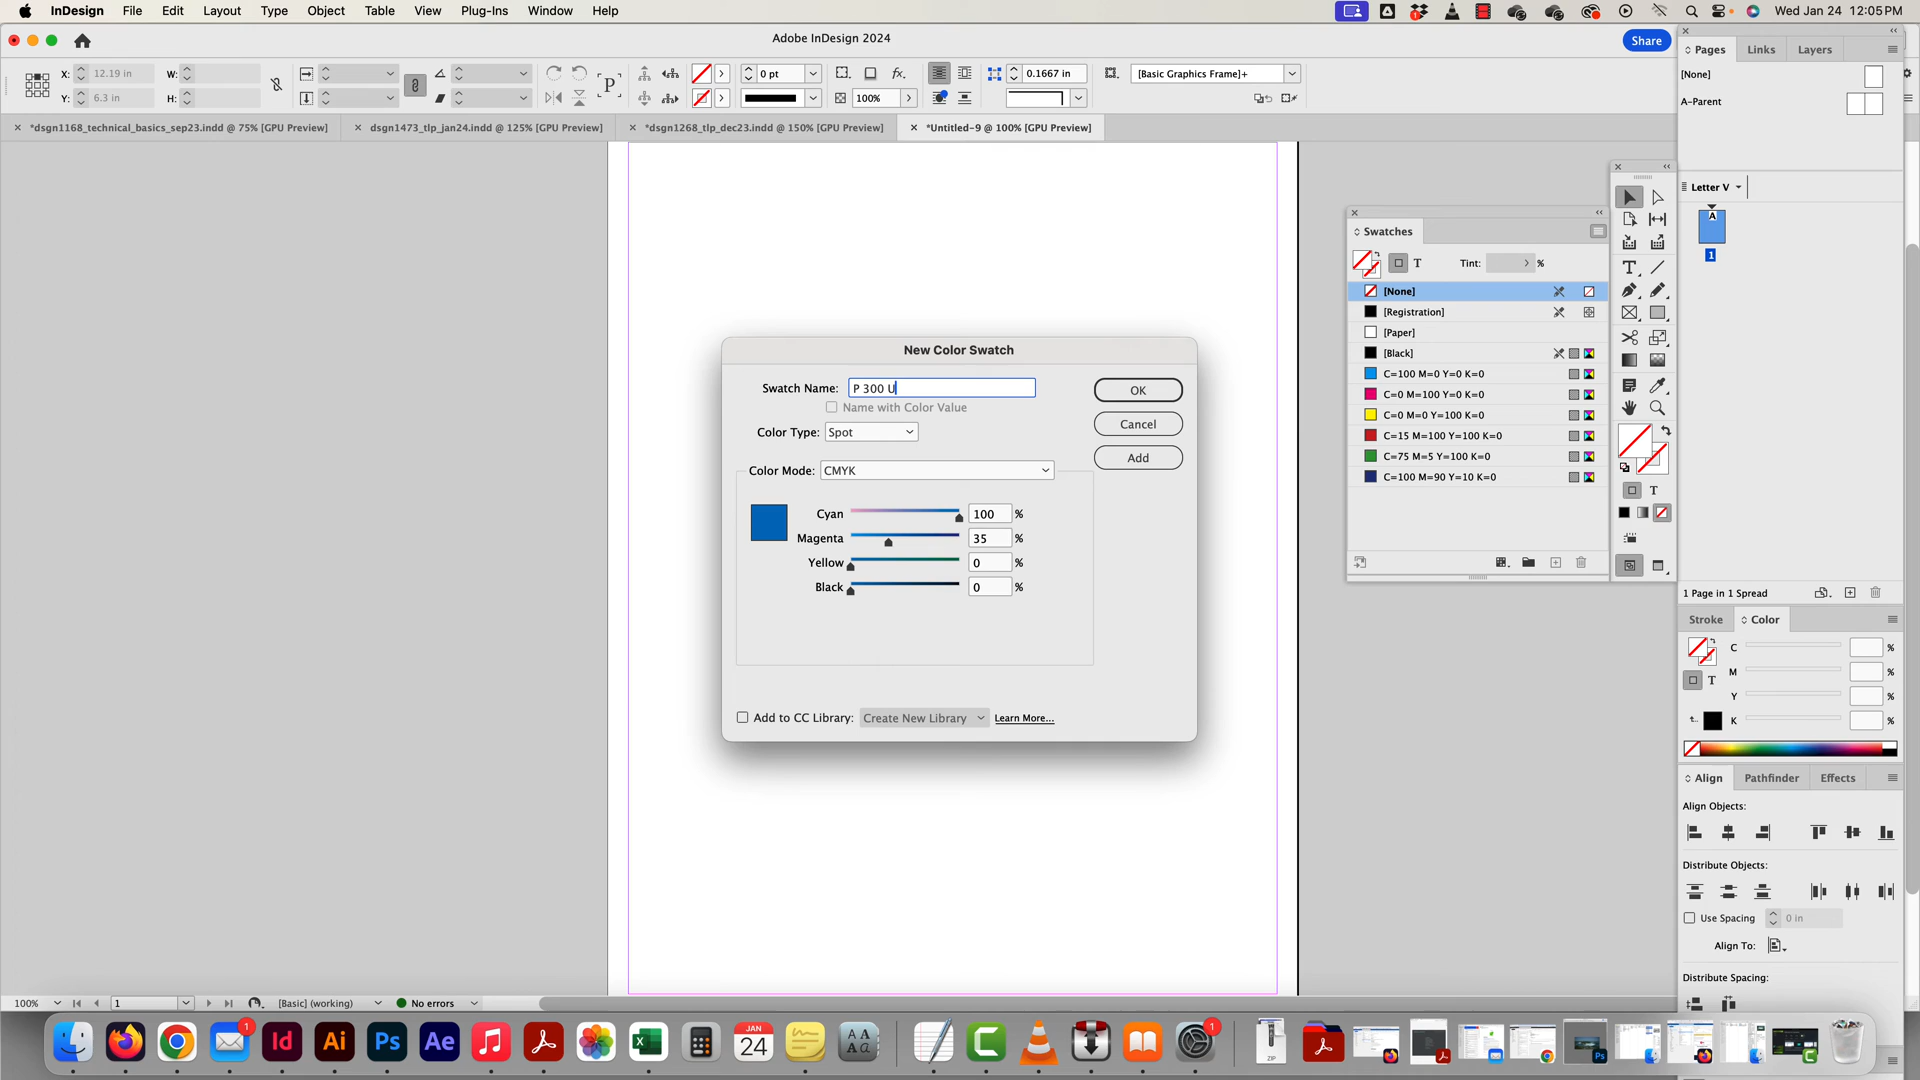 InDesign File Edit Layout Type Object Table View Plug-Ins Window Help Wed Jan 24 12:05 PM
Adobe InDesign 2024 Share
X: 12.19 in W: 0 pt 0.1667 in [Basic Graphics Frame]+
Y: 6.3 in H: 100%
*dsgn1168_technical_basics_sep23.indd @ 75% [GPU Preview] dsgn1473_tlp_jan24.indd @ 125% [GPU Preview] *dsgn1268_tlp_dec23.indd @ 150% [GPU Preview] *Untitled-9 @ 100% [GPU Preview]
Pages Links Layers
[None]
A-Parent
Letter V
A
1
1 Page in 1 Spread
Swatches
T Tint: %
[None]
[Registration]
[Paper]
[Black]
C=100 M=0 Y=0 K=0
C=0 M=100 Y=0 K=0
C=0 M=0 Y=100 K=0
C=15 M=100 Y=100 K=0
C=75 M=5 Y=100 K=0
C=100 M=90 Y=10 K=0
New Color Swatch
Swatch Name: P 300 U OK
Name with Color Value
Color Type: Spot Cancel
Add
Color Mode: CMYK
Cyan 100 %
Magenta 35 %
Yellow 0 %
Black 0 %
Add to CC Library: Create New Library Learn More...
Stroke Color
C %
T M %
Y %
K %
Align Pathfinder Effects
Align Objects:
Distribute Objects:
Use Spacing 0 in
Align To:
Distribute Spacing:
100% 1 [Basic] (working) No errors
1 Id Ai Ps Ae JAN 24 1 ZIP